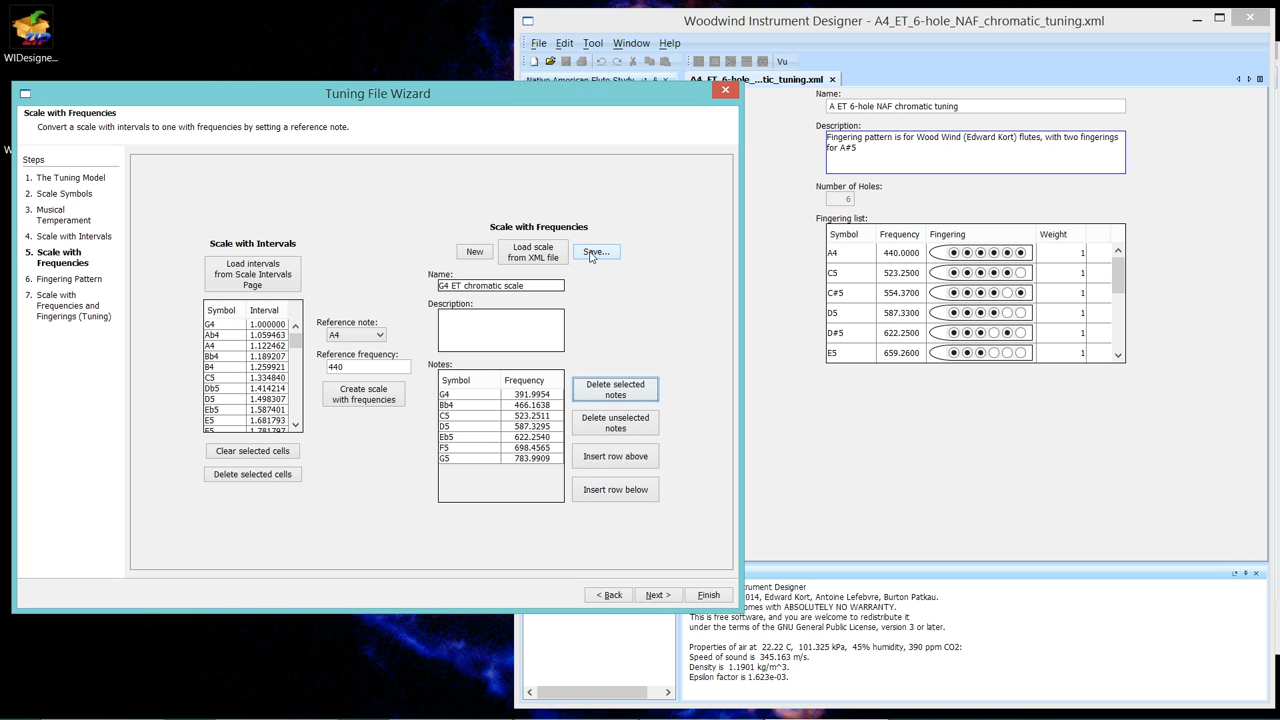 WIDesigne...
Woodwind Instrument Designer - A4_ET_6-hole_NAF_chromatic_tuning.xml
File Edit Tool Window Help
Vu
Native American Flute Study
A4_ET_6-hole_...tic_tuning.xml
Tuning File Wizard
Scale with Frequencies
Convert a scale with intervals to one with frequencies by setting a reference note.
Steps
1. The Tuning Model
2. Scale Symbols
3. Musical
Temperament
4. Scale with Intervals
5. Scale with
Frequencies
6. Fingering Pattern
7. Scale with
Frequencies and
Fingerings (Tuning)
Scale with Intervals
Load intervals
from Scale Intervals
Page
Symbol Interval
G4 1.000000
Ab4 1.059463
A4 1.122462
Bb4 1.189207
B4 1.259921
C5 1.334840
Db5 1.414214
D5 1.498307
Eb5 1.587401
E5 1.681793
F5 1.781797
Clear selected cells
Delete selected cells
Reference note:
A4
Reference frequency:
440
Create scale
with frequencies
Scale with Frequencies
New
Load scale
from XML file
Save...
Name:
G4 ET chromatic scale
Description:
Notes:
Symbol Frequency
G4 391.9954
Bb4 466.1638
C5 523.2511
D5 587.3295
Eb5 622.2540
F5 698.4565
G5 783.9909
Delete selected
notes
Delete unselected
notes
Insert row above
Insert row below
< Back Next > Finish
Name:
A ET 6-hole NAF chromatic tuning
Description:
Fingering pattern is for Wood Wind (Edward Kort) flutes, with two fingerings
for A#5
Number of Holes:
6
Fingering list:
Symbol Frequency Fingering Weight
A4 440.0000 1
C5 523.2500 1
C#5 554.3700 1
D5 587.3300 1
D#5 622.2500 1
E5 659.2600 1
strument Designer
014, Edward Kort, Antoine Lefebvre, Burton Patkau.
omes with ABSOLUTELY NO WARRANTY.
This is free software, and you are welcome to redistribute it
under the terms of the GNU General Public License, version 3 or later.
Properties of air at 22.22 C, 101.325 kPa, 45% humidity, 390 ppm CO2:
Speed of sound is 345.163 m/s.
Density is 1.1901 kg/m^3.
Epsilon factor is 1.623e-03.